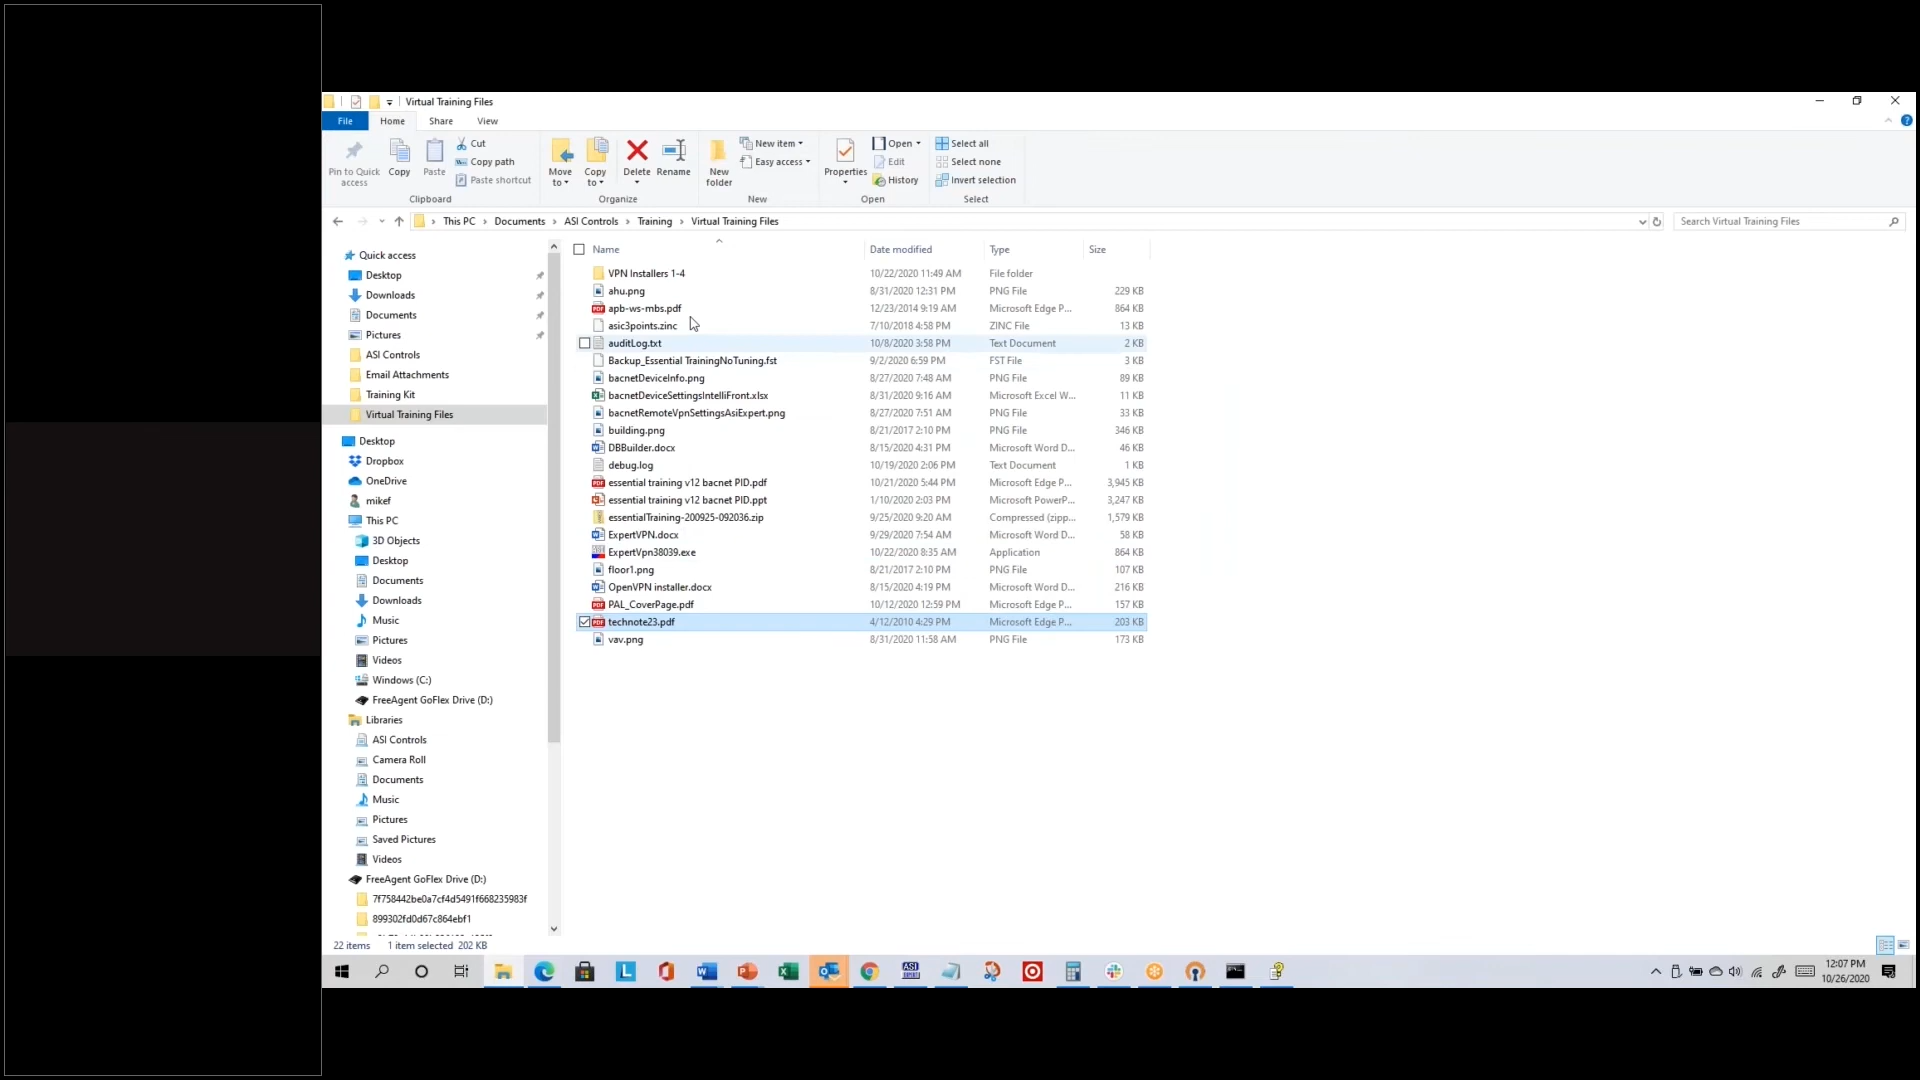 Virtual Training Files
File Home Share View
Pin to Quick access
Copy
Paste
Cut
Copy path
Paste shortcut
Clipboard
Move to
Copy to
Delete
Rename
Organize
New folder
New item
Easy access
New
Properties
Open
Edit
History
Open
Select all
Select none
Invert selection
Select
This PC › Documents › ASI Controls › Training › Virtual Training Files
Search Virtual Training Files
Quick access
Desktop
Downloads
Documents
Pictures
ASI Controls
Email Attachments
Training Kit
Virtual Training Files
Desktop
Dropbox
OneDrive
mikef
This PC
3D Objects
Desktop
Documents
Downloads
Music
Pictures
Videos
Windows (C:)
FreeAgent GoFlex Drive (D:)
Libraries
ASI Controls
Camera Roll
Documents
Music
Pictures
Saved Pictures
Videos
FreeAgent GoFlex Drive (D:)
7f758442be0a7cf4d5491f668235983f
899302fd0d67c864ebf1
Name Date modified Type Size
VPN Installers 1-4 10/22/2020 11:49 AM File folder
ahu.png 8/31/2020 12:31 PM PNG File 229 KB
apb-ws-mbs.pdf 12/23/2014 9:19 AM Microsoft Edge P... 864 KB
asic3points.zinc 7/10/2018 4:58 PM ZINC File 13 KB
auditLog.txt 10/8/2020 3:58 PM Text Document 2 KB
Backup_Essential TrainingNoTuning.fst 9/2/2020 6:59 PM FST File 3 KB
bacnetDeviceInfo.png 8/27/2020 7:48 AM PNG File 89 KB
bacnetDeviceSettingsIntelliFront.xlsx 8/31/2020 9:16 AM Microsoft Excel W... 11 KB
bacnetRemoteVpnSettingsAsiExpert.png 8/27/2020 7:51 AM PNG File 33 KB
building.png 8/21/2017 2:10 PM PNG File 346 KB
DBBuilder.docx 8/15/2020 4:31 PM Microsoft Word D... 46 KB
debug.log 10/19/2020 2:06 PM Text Document 1 KB
essential training v12 bacnet PID.pdf 10/21/2020 5:44 PM Microsoft Edge P... 3,945 KB
essential training v12 bacnet PID.ppt 1/10/2020 2:03 PM Microsoft PowerP... 3,247 KB
essentialTraining-200925-092036.zip 9/25/2020 9:20 AM Compressed (zipp... 1,579 KB
ExpertVPN.docx 9/29/2020 7:54 AM Microsoft Word D... 58 KB
ExpertVpn38039.exe 10/22/2020 8:35 AM Application 864 KB
floor1.png 8/21/2017 2:10 PM PNG File 107 KB
OpenVPN installer.docx 8/15/2020 4:19 PM Microsoft Word D... 216 KB
PAL_CoverPage.pdf 10/12/2020 12:59 PM Microsoft Edge P... 157 KB
technote23.pdf 4/12/2010 4:29 PM Microsoft Edge P... 203 KB
vav.png 8/31/2020 11:58 AM PNG File 173 KB
22 items 1 item selected 202 KB
12:07 PM
10/26/2020